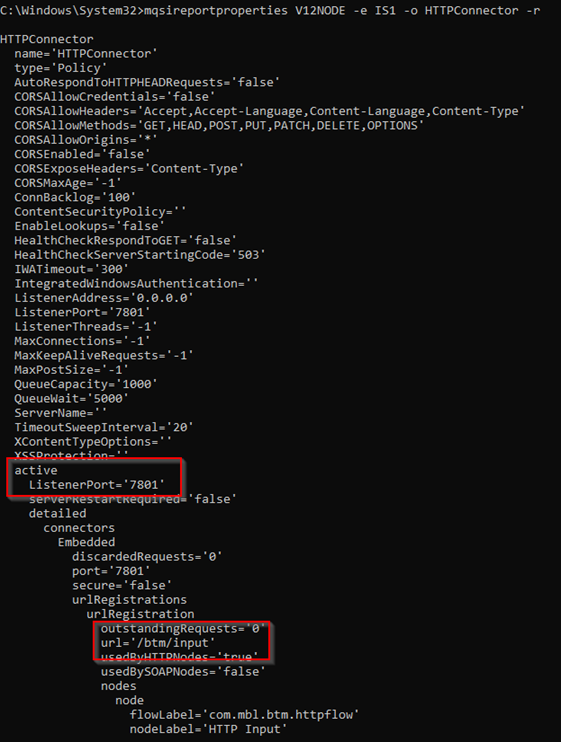 C:\Windows\System32>mqsireportproperties V12NODE -e IS1 -o HTTPConnector -r
HTTPConnector
name='HTTPConnector'
type='Policy'
AutoRespondToHTTPHEADRequests='false'
CORSAllowCredentials='false'
CORSAllowHeaders='Accept,Accept-Language,Content-Language,Content-Type'
CORSAllowMethods='GET,HEAD,POST,PUT,PATCH,DELETE,OPTIONS'
CORSAllowOrigins='*'
CORSEnabled='false'
CORSExposeHeaders='Content-Type'
CORSMaxAge='-1'
ConnBacklog='100'
ContentSecurityPolicy=''
EnableLookups='false'
HealthCheckRespondToGET='false'
HealthCheckServerStartingCode='503'
IWATimeout='300'
IntegratedWindowsAuthentication=''
ListenerAddress='0.0.0.0'
ListenerPort='7801'
ListenerThreads='-1'
MaxConnections='-1'
MaxKeepAliveRequests='-1'
MaxPostSize='-1'
QueueCapacity='1000'
QueueWait='5000'
ServerName=''
TimeoutSweepInterval='20'
XContentTypeOptions=''
XSSProtection=''
active
ListenerPort='7801'
serverRestartRequired='false'
detailed
connectors
Embedded
discardedRequests='0'
port='7801'
secure='false'
urlRegistrations
urlRegistration
outstandingRequests='0'
url='/btm/input'
usedByHTTPNodes='true'
usedBySOAPNodes='false'
nodes
node
flowLabel='com.mbl.btm.httpflow'
nodeLabel='HTTP Input'